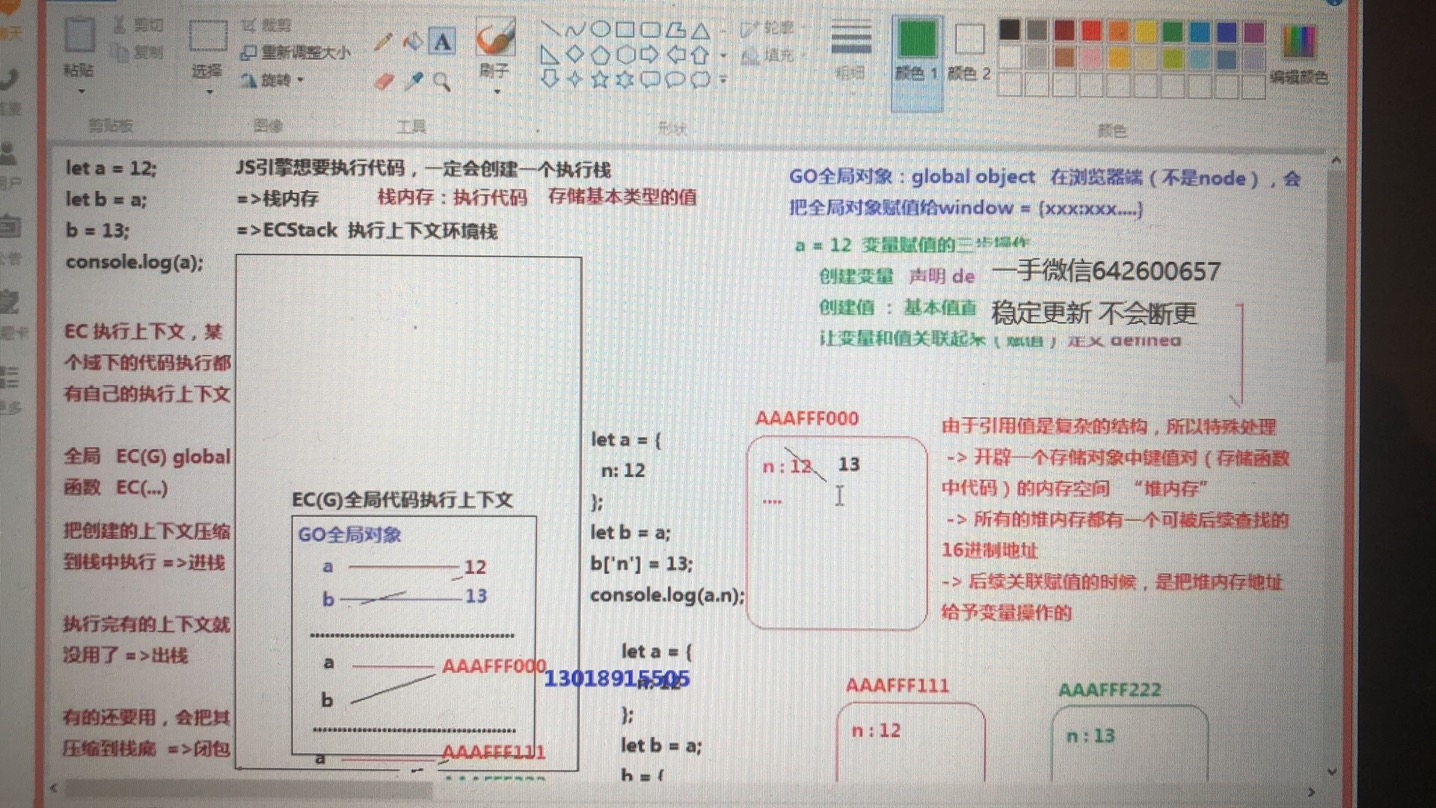 剪切
裁剪
复制
重新调整大小
旋转
粘贴
选择
A
刷子
轮廓
填充
粗细
颜色 1
颜色 2
编辑颜色
剪贴板
图像
工具
形状
颜色
let a = 12;
let b = a;
b = 13;
console.log(a);
JS引擎想要执行代码，一定会创建一个执行栈
=>栈内存 栈内存：执行代码 存储基本类型的值
=>ECStack 执行上下文环境栈
GO全局对象：global object 在浏览器端（不是node），会
把全局对象赋值给window = {xxx:xxx....}
a = 12 变量赋值的三步操作
创建变量 声明 de
创建值 ： 基本值直
让变量和值关联起来（赋值）定义 defined
一手微信642600657
稳定更新 不会断更
EC 执行上下文，某
个域下的代码执行都
有自己的执行上下文
全局 EC(G) global
函数 EC(...)
把创建的上下文压缩
到栈中执行 =>进栈
执行完有的上下文就
没用了 =>出栈
有的还要用，会把其
压缩到栈底 =>闭包
EC(G)全局代码执行上下文
GO全局对象
a 12
b 13
a AAAFFF000
b
a AAAFFF111
let a = {
n: 12
};
let b = a;
b['n'] = 13;
console.log(a.n);
let a = {
n: 12
};
let b = a;
b = {
13018915505
AAAFFF000
n : 12 13
....
由于引用值是复杂的结构，所以特殊处理
-> 开辟一个存储对象中键值对（存储函数
中代码）的内存空间 “堆内存”
-> 所有的堆内存都有一个可被后续查找的
16进制地址
-> 后续关联赋值的时候，是把堆内存地址
给予变量操作的
AAAFFF111
n : 12
AAAFFF222
n : 13